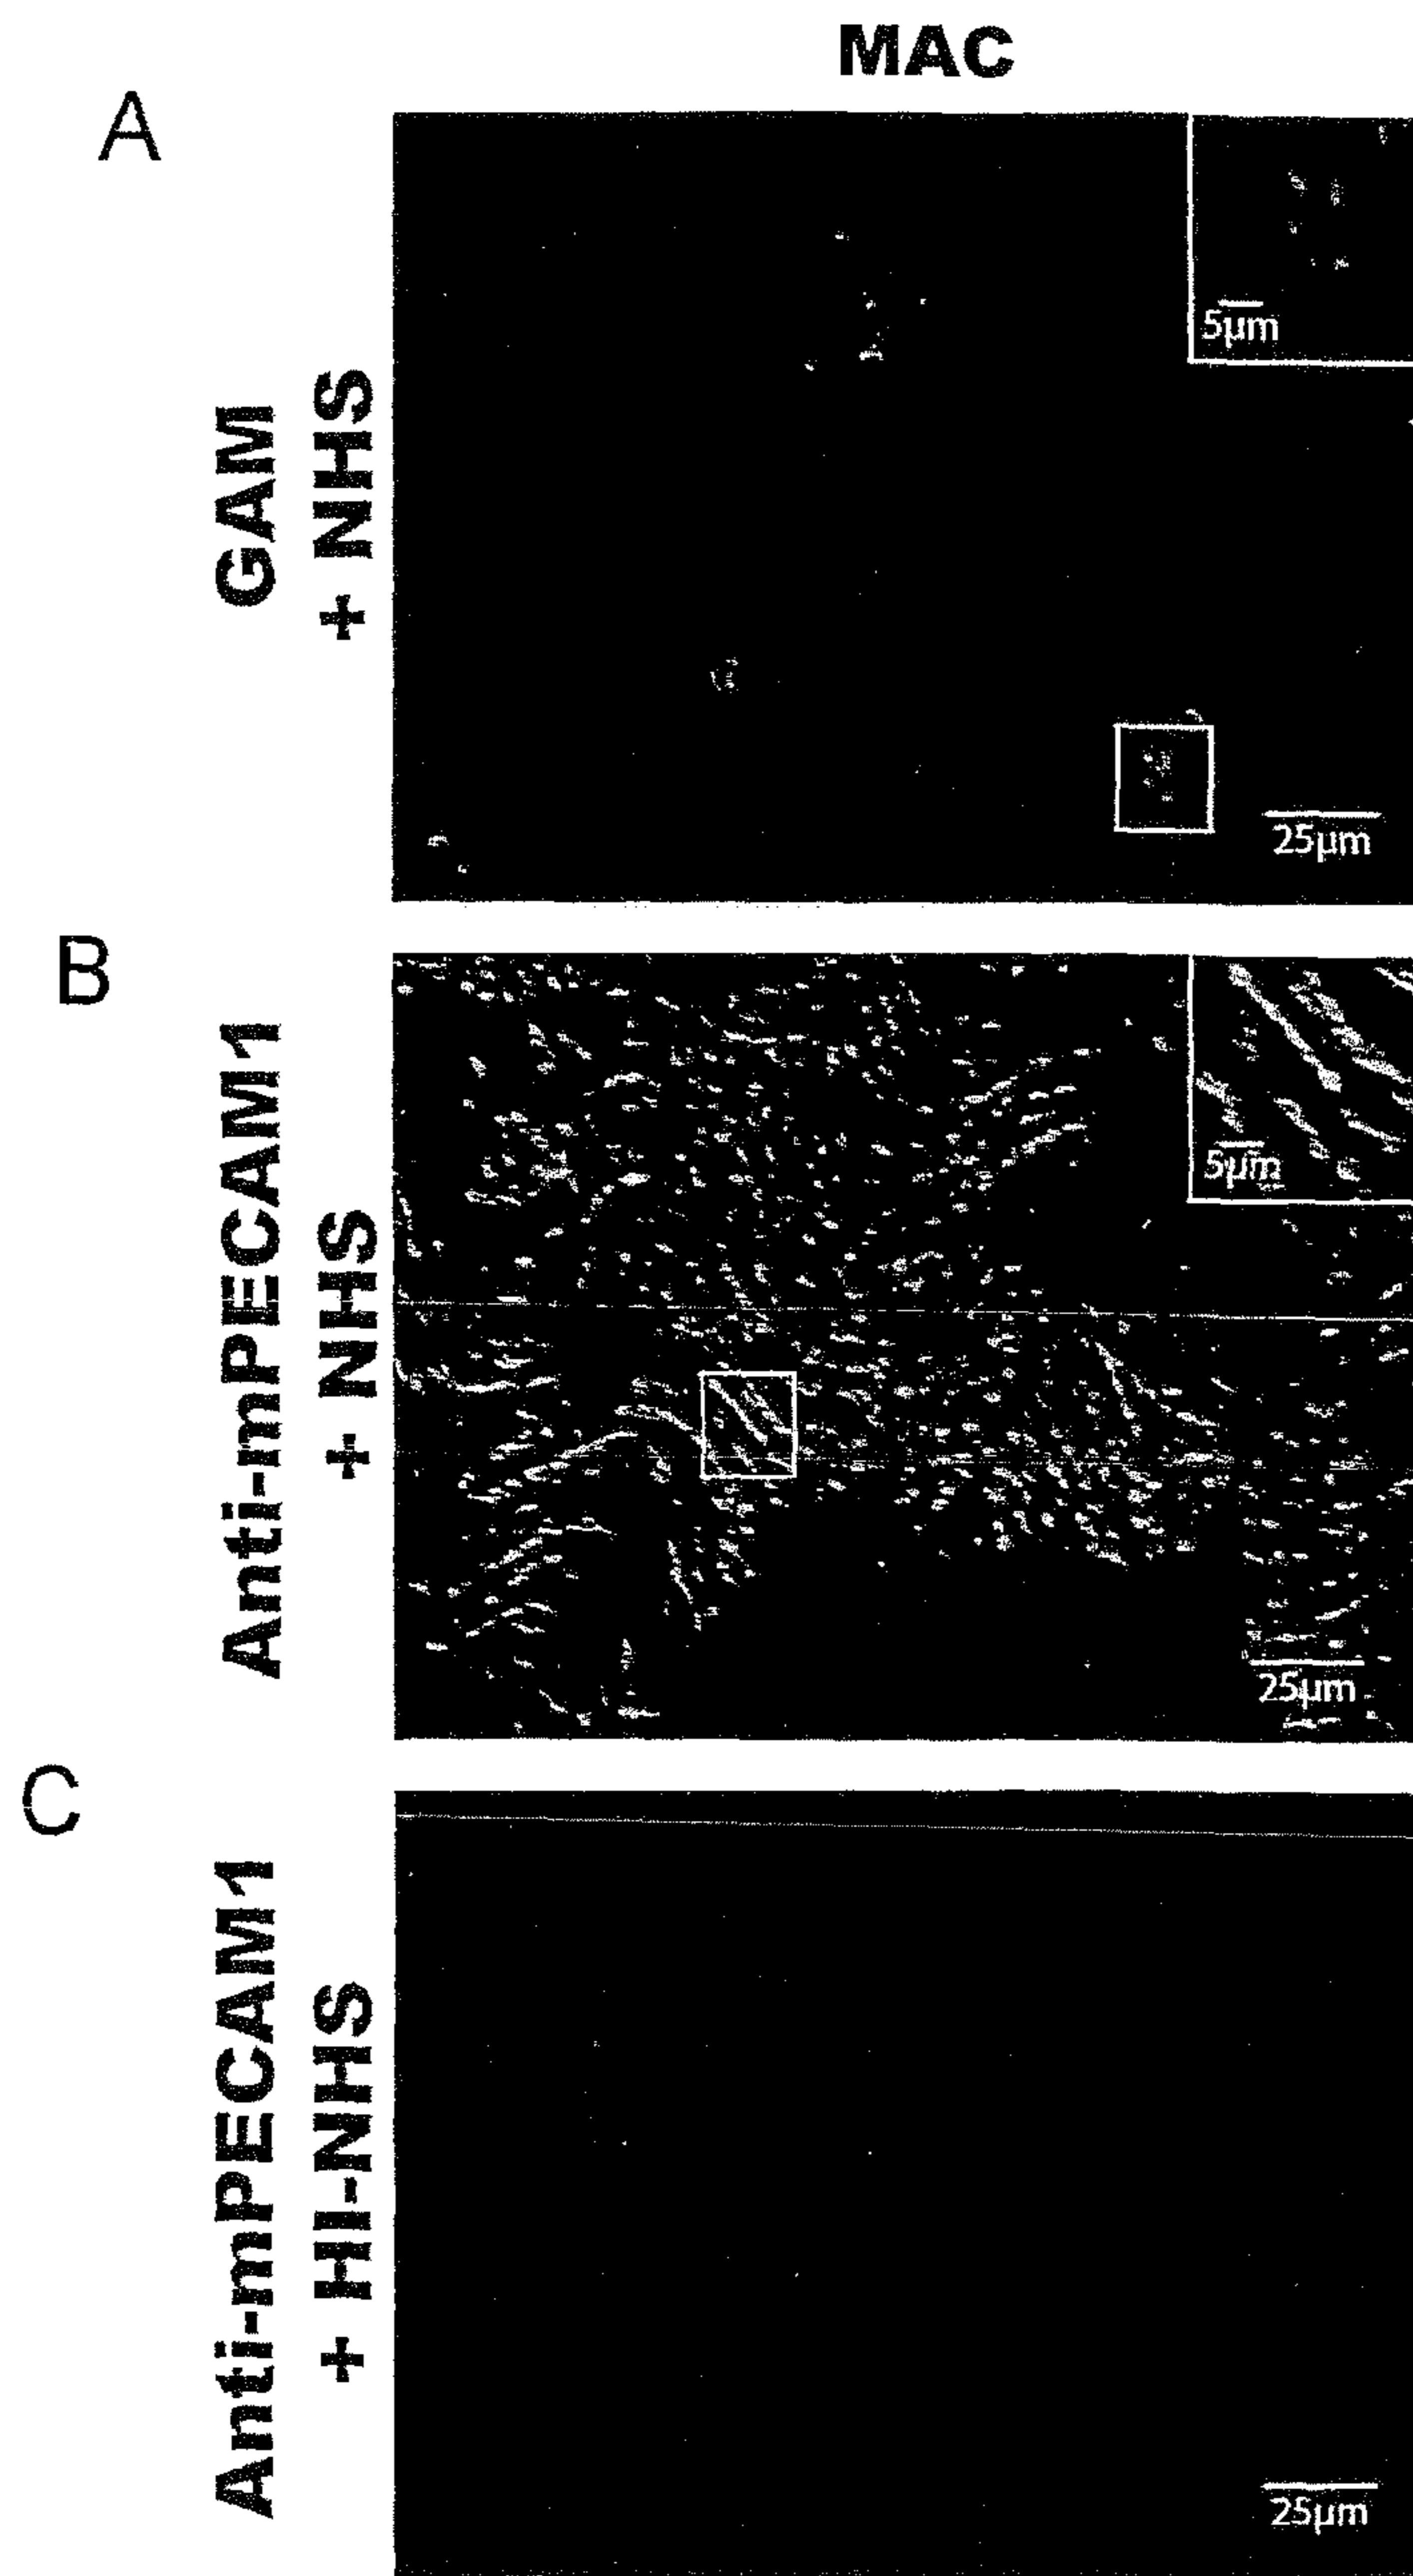 MAC
A
GAM
+ NHS
5μm
25μm
B
Anti-mPECAM1
+ NHS
5μm
25μm
C
Anti-mPECAM1
+ HI-NHS
25μm